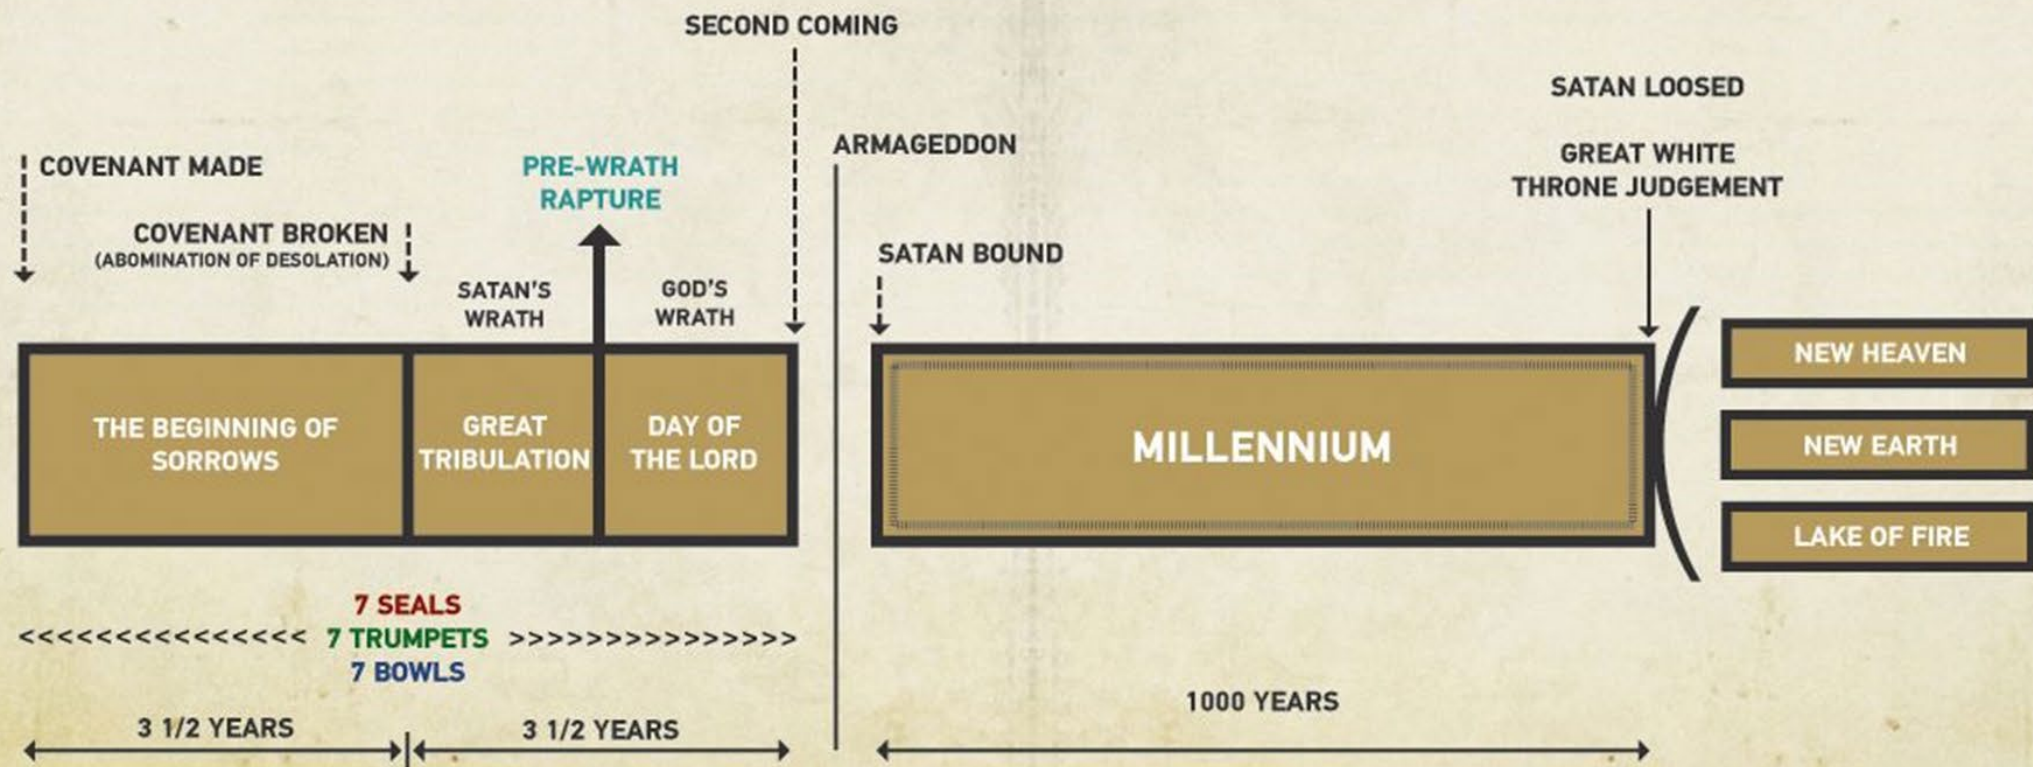 SECOND COMING
SATAN LOOSED
ARMAGEDDON
GREAT WHITE
THRONE JUDGEMENT
COVENANT MADE
PRE-WRATH
RAPTURE
COVENANT BROKEN
(ABOMINATION OF DESOLATION)
SATAN BOUND
SATAN'S
WRATH
GOD'S
WRATH
THE BEGINNING OF
SORROWS
GREAT
TRIBULATION
DAY OF
THE LORD
MILLENNIUM
NEW HEAVEN
NEW EARTH
LAKE OF FIRE
7 SEALS
<<<<<<<<<<<<<<< 7 TRUMPETS >>>>>>>>>>>>>>>
7 BOWLS
3 1/2 YEARS
3 1/2 YEARS
1000 YEARS